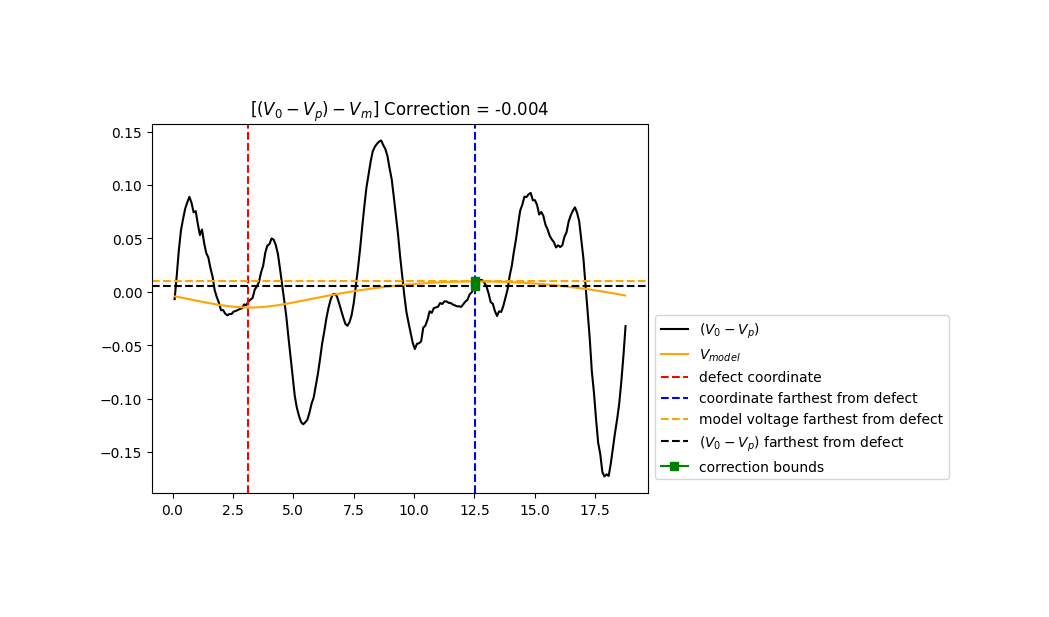 [(V₀ − Vₚ) − Vₘ] Correction = -0.004
0.15
0.10
0.05
0.00
−0.05
−0.10
−0.15
0.0 2.5 5.0 7.5 10.0 12.5 15.0 17.5
(V₀ − Vₚ)
V_model
defect coordinate
coordinate farthest from defect
model voltage farthest from defect
(V₀ − Vₚ) farthest from defect
correction bounds